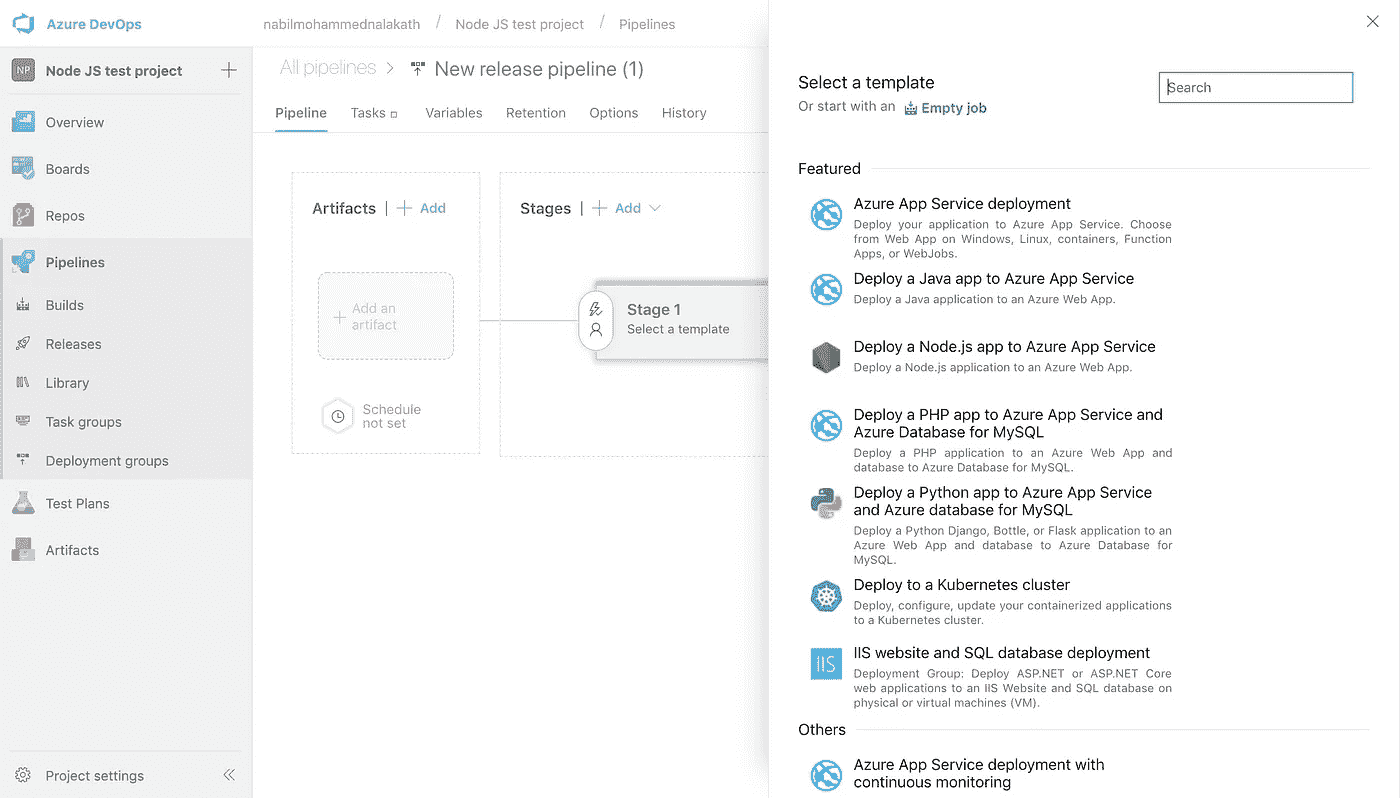 Azure DevOps
nabilmohammednalakath / Node JS test project / Pipelines
NP Node JS test project
Overview
Boards
Repos
Pipelines
Builds
Releases
Library
Task groups
Deployment groups
Test Plans
Artifacts
Project settings
All pipelines > New release pipeline (1)
Pipeline Tasks Variables Retention Options History
Artifacts | + Add
Add an
artifact
Schedule
not set
Stages | + Add
Stage 1
Select a template
Select a template
Or start with an Empty job
Search
Featured
Azure App Service deployment
Deploy your application to Azure App Service. Choose
from Web App on Windows, Linux, containers, Function
Apps, or WebJobs.
Deploy a Java app to Azure App Service
Deploy a Java application to an Azure Web App.
Deploy a Node.js app to Azure App Service
Deploy a Node.js application to an Azure Web App.
Deploy a PHP app to Azure App Service and
Azure Database for MySQL
Deploy a PHP application to an Azure Web App and
database to Azure Database for MySQL.
Deploy a Python app to Azure App Service
and Azure database for MySQL
Deploy a Python Django, Bottle, or Flask application to an
Azure Web App and database to Azure Database for
MySQL.
Deploy to a Kubernetes cluster
Deploy, configure, update your containerized applications
to a Kubernetes cluster.
IIS
IIS website and SQL database deployment
Deployment Group: Deploy ASP.NET or ASP.NET Core
web applications to an IIS Website and SQL database on
physical or virtual machines (VM).
Others
Azure App Service deployment with
continuous monitoring